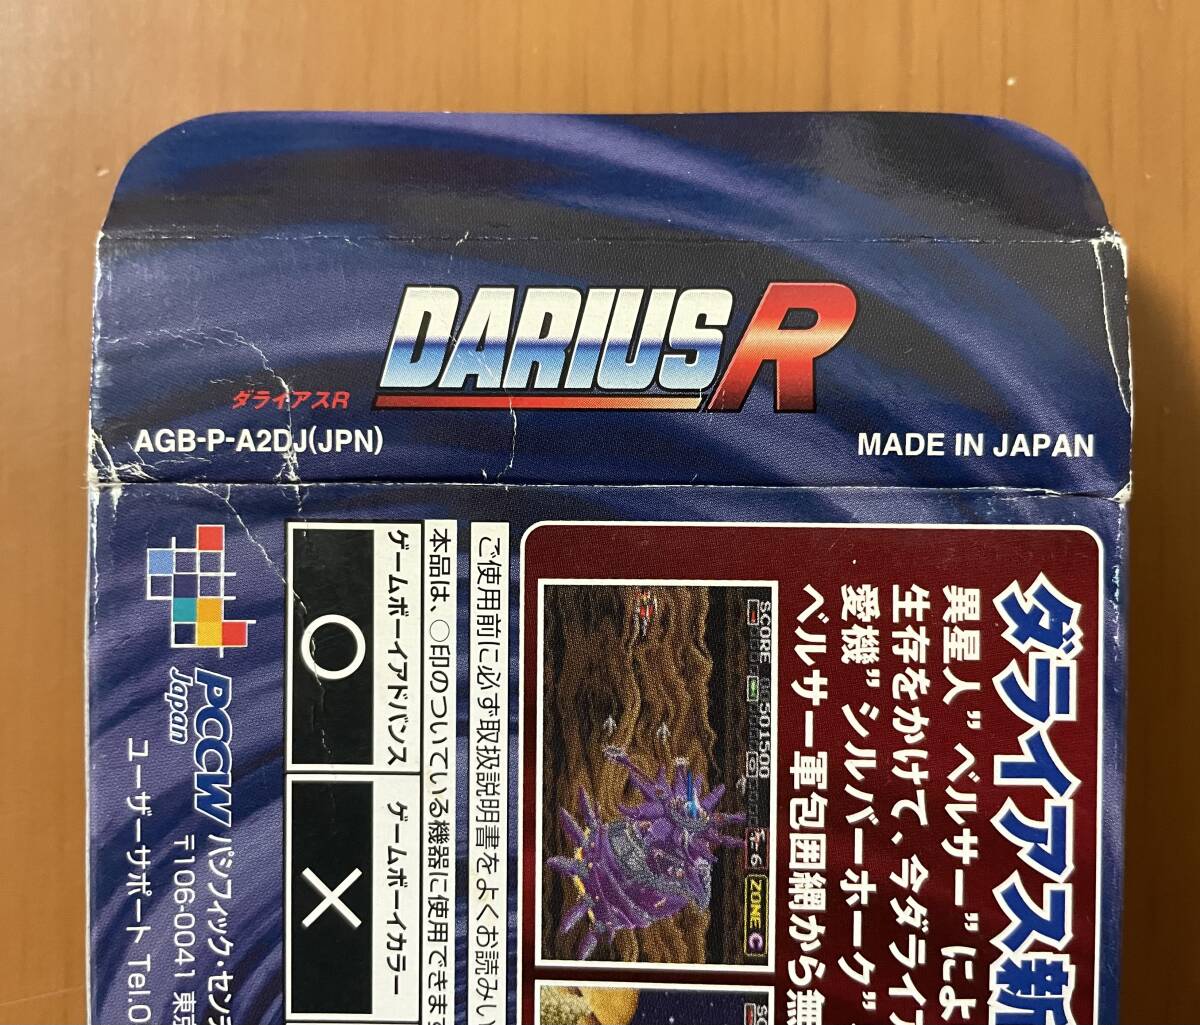 DARIUS R
ダライアスR
AGB-P-A2DJ(JPN)
MADE IN JAPAN
ダライアス新
異星人"ベルサー"によ
生存をかけて、今ダライア
愛機"シルバーホーク"
ベルサー軍包囲網から無
SCORE 00501500
ZONE C
ご使用前に必ず取扱説明書をよくお読みい
本品は、○印のついている機器に使用できます
ゲームボーイアドバンス
○
ゲームボーイカラー
×
PCCW
Japan
パシフィック・センチ
〒106-0041 東京
ユーザーサポート Tel.0